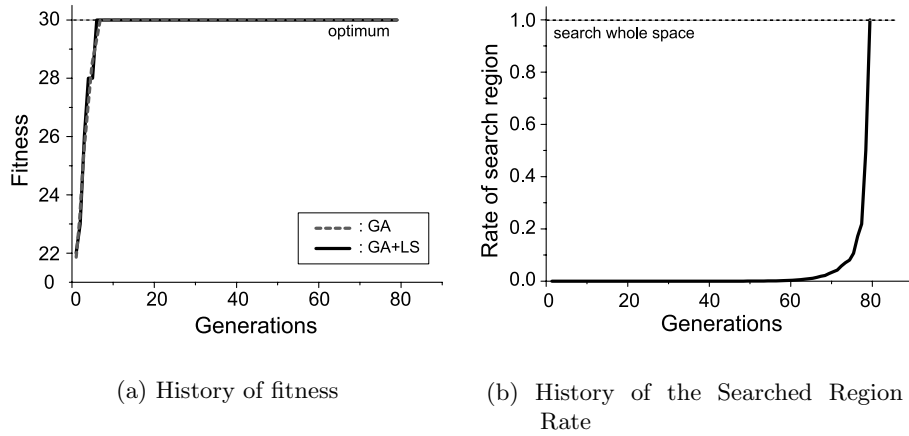 30
28
26
24
22
0
Fitness
optimum
: GA
: GA+LS
0
20
40
60
80
Generations
(a) History of fitness
1.0
0.8
0.6
0.4
0.2
0.0
Rate of search region
search whole space
0
20
40
60
80
Generations
(b) History of the Searched Region
Rate